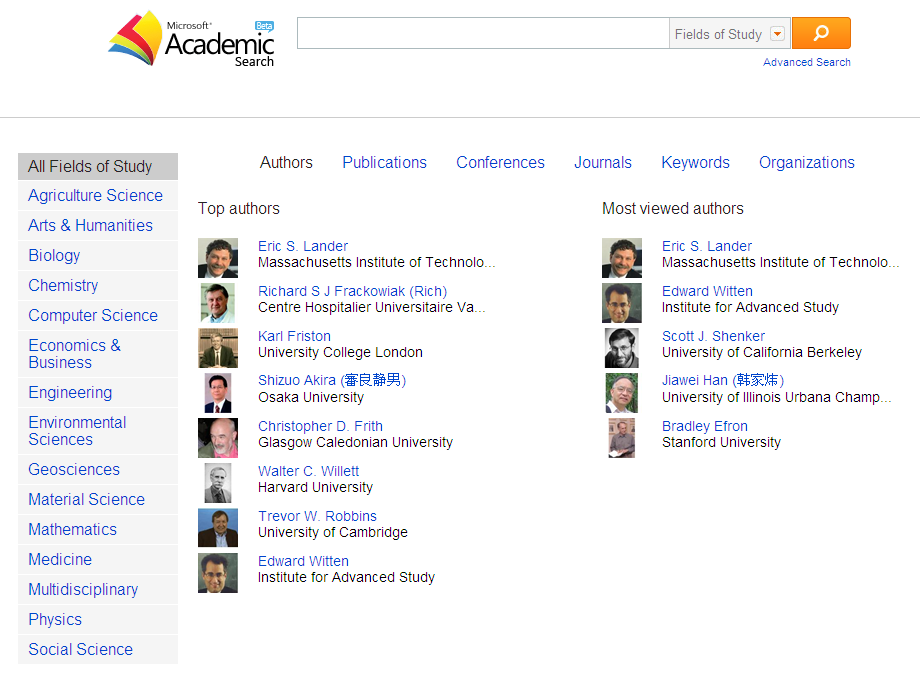 Microsoft®
Beta
Academic
Search
Fields of Study
Advanced Search
All Fields of Study
Agriculture Science
Arts & Humanities
Biology
Chemistry
Computer Science
Economics &
Business
Engineering
Environmental
Sciences
Geosciences
Material Science
Mathematics
Medicine
Multidisciplinary
Physics
Social Science
Authors Publications Conferences Journals Keywords Organizations
Top authors
Eric S. Lander
Massachusetts Institute of Technolo...
Richard S J Frackowiak (Rich)
Centre Hospitalier Universitaire Va...
Karl Friston
University College London
Shizuo Akira (審良静男)
Osaka University
Christopher D. Frith
Glasgow Caledonian University
Walter C. Willett
Harvard University
Trevor W. Robbins
University of Cambridge
Edward Witten
Institute for Advanced Study
Most viewed authors
Eric S. Lander
Massachusetts Institute of Technolo...
Edward Witten
Institute for Advanced Study
Scott J. Shenker
University of California Berkeley
Jiawei Han (韩家炜)
University of Illinois Urbana Champ...
Bradley Efron
Stanford University